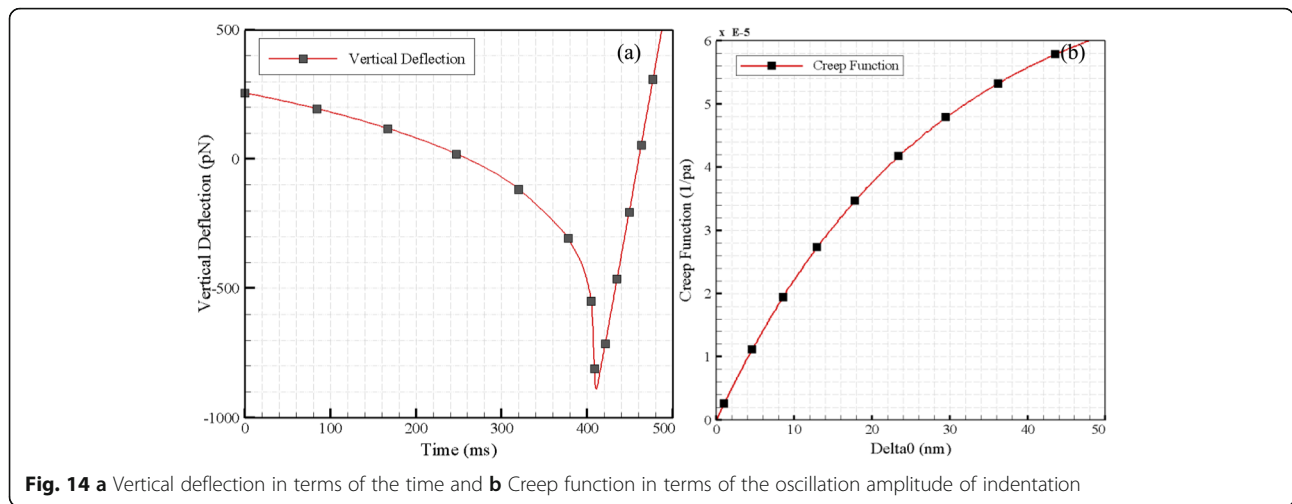 500
0
-500
-1000
Vertical Deflection (pN)
Vertical Deflection
(a)
0 100 200 300 400 500
Time (ms)
x E-5
6
5
4
3
2
1
0
Creep Function (1/pa)
Creep Function
(b)
0 10 20 30 40 50
Delta0 (nm)
Fig. 14 a Vertical deflection in terms of the time and b Creep function in terms of the oscillation amplitude of indentation